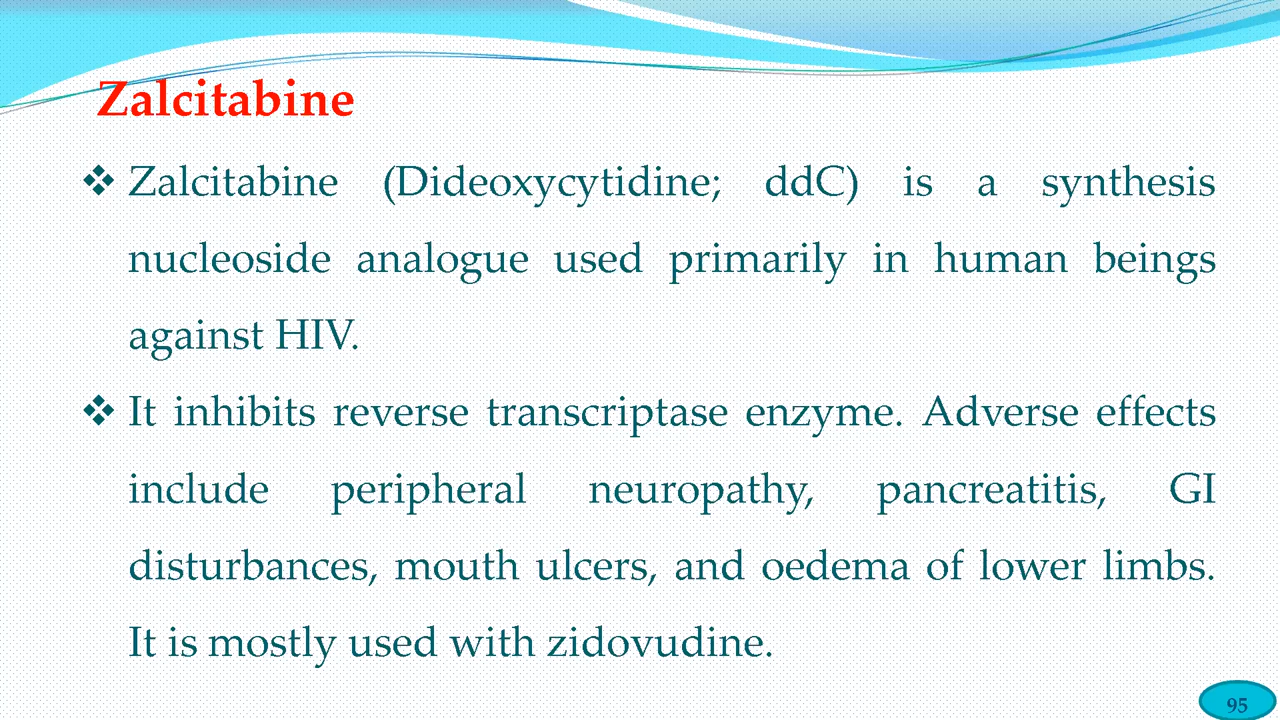 Zalcitabine
❖ Zalcitabine (Dideoxycytidine; ddC) is a synthesis
nucleoside analogue used primarily in human beings
against HIV.
❖ It inhibits reverse transcriptase enzyme. Adverse effects
include peripheral neuropathy, pancreatitis, GI
disturbances, mouth ulcers, and oedema of lower limbs.
It is mostly used with zidovudine.
95